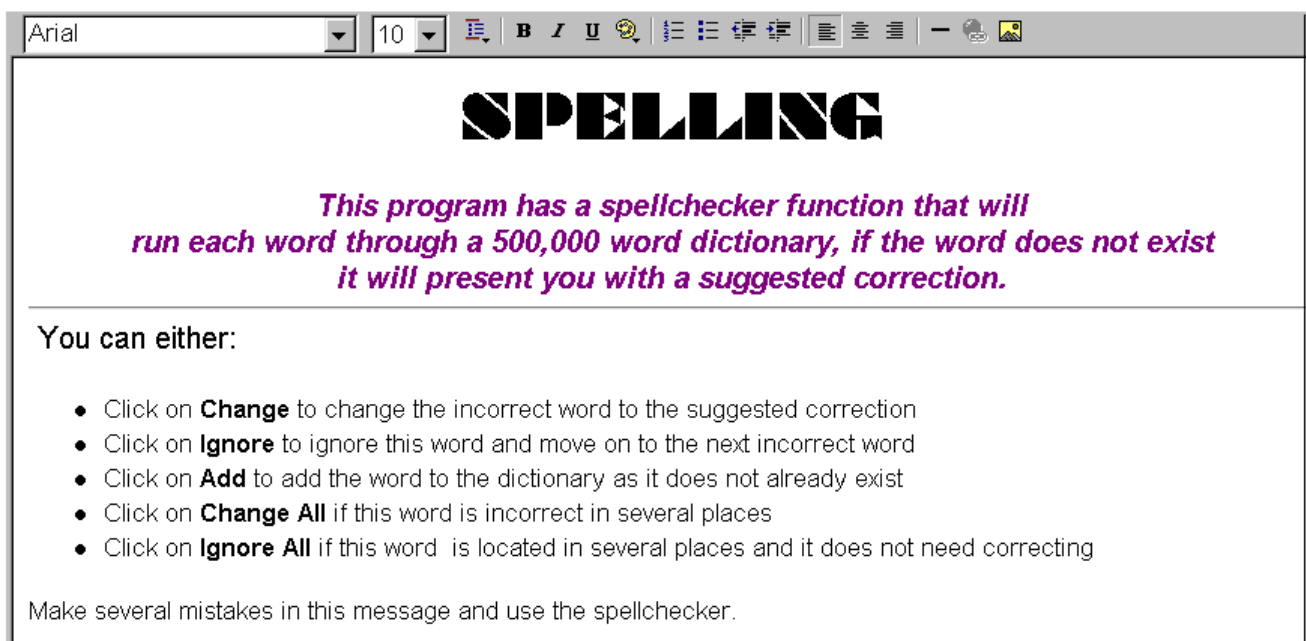 Arial 10 B I U
SPELLING
This program has a spellchecker function that will
run each word through a 500,000 word dictionary, if the word does not exist
it will present you with a suggested correction.
You can either:
Click on Change to change the incorrect word to the suggested correction
Click on Ignore to ignore this word and move on to the next incorrect word
Click on Add to add the word to the dictionary as it does not already exist
Click on Change All if this word is incorrect in several places
Click on Ignore All if this word  is located in several places and it does not need correcting
Make several mistakes in this message and use the spellchecker.